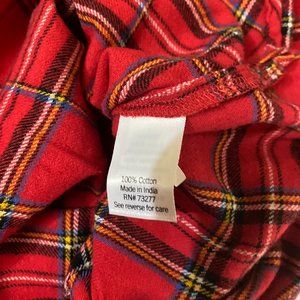 100% Cotton
Made in India
RN# 73277
See reverse for care